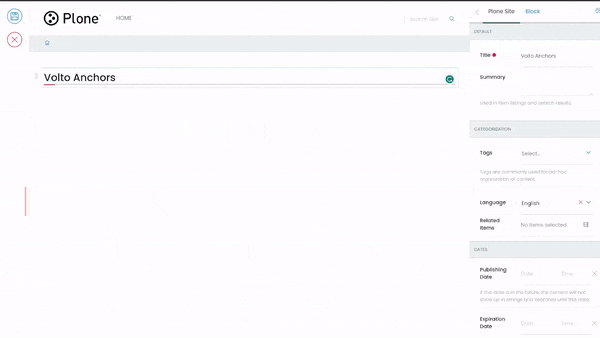 Plone
HOME
Search Site
Plone Site
Block
DEFAULT
Title
Volto Anchors
Summary
Used in item listings and search results.
Volto Anchors
CATEGORIZATION
Tags
Select...
Tags are commonly used for ad-hoc
organization of content.
Language
English
Related
Items
No items selected
DATES
Publishing
Date
Date
Time
If this date is in the future, the content will not
show up in listings and searches until this date.
Expiration
Date
Date
Time